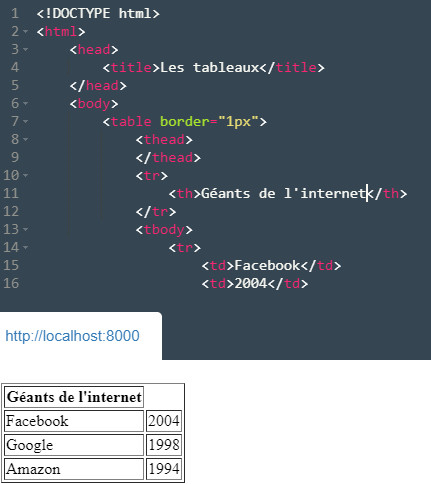 1 <!DOCTYPE html>
2 <html>
3 <head>
4 <title>Les tableaux</title>
5 </head>
6 <body>
7 <table border="1px">
8 <thead>
9 </thead>
10 <tr>
11 <th>Géants de l'internet</th>
12 </tr>
13 <tbody>
14 <tr>
15 <td>Facebook</td>
16 <td>2004</td>
http://localhost:8000
Géants de l'internet
Facebook 2004
Google 1998
Amazon 1994